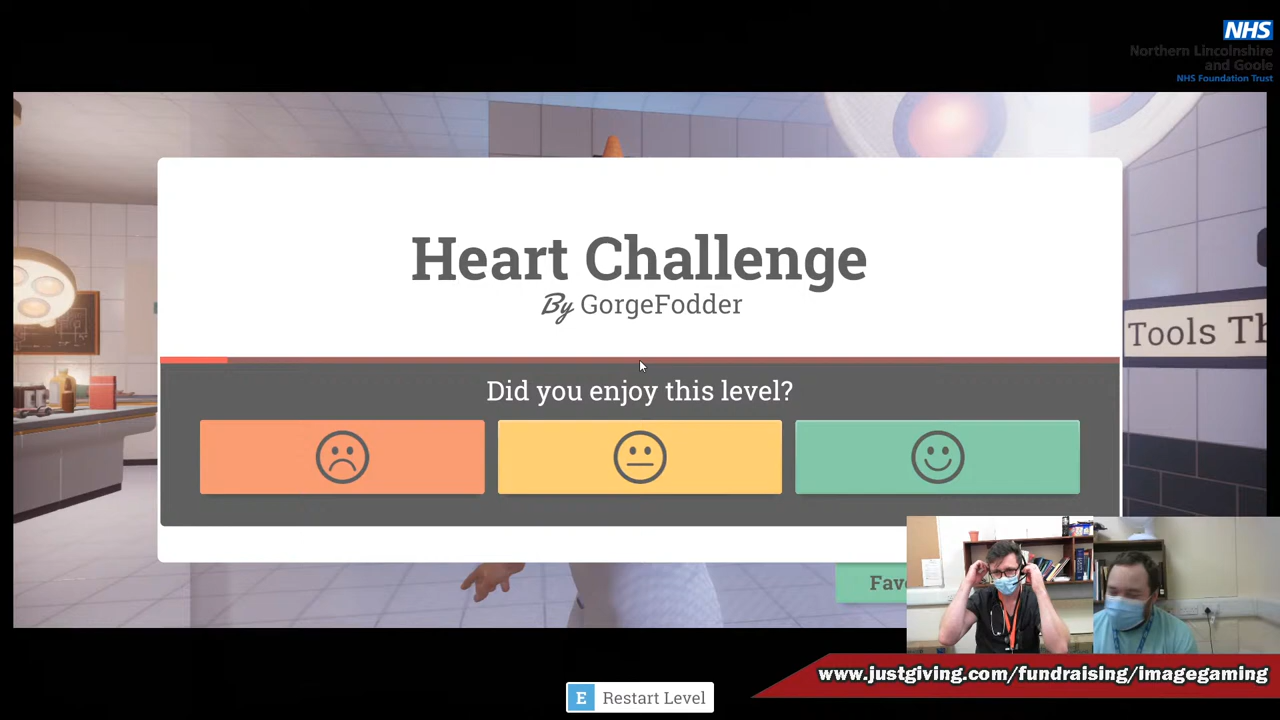 NHS
Northern Lincolnshire
and Goole
NHS Foundation Trust
Heart Challenge
By GorgeFodder
Tools Th
Did you enjoy this level?
Fav
www.justgiving.com/fundraising/imagegaming
E Restart Level